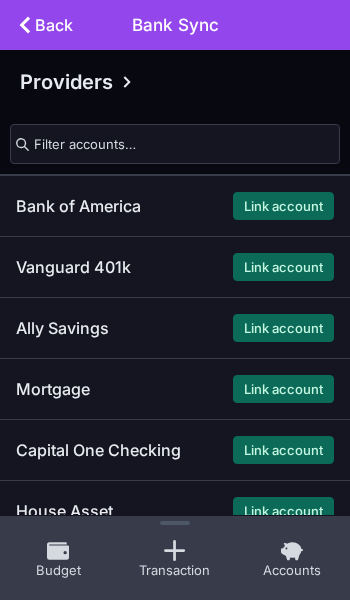 Back
Bank Sync
Providers
Filter accounts...
Bank of America
Link account
Vanguard 401k
Link account
Ally Savings
Link account
Mortgage
Link account
Capital One Checking
Link account
House Asset
Link account
Budget
Transaction
Accounts